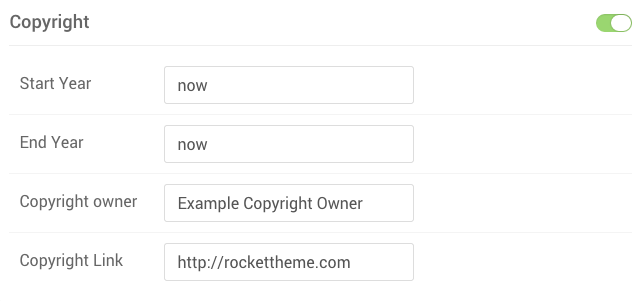 Copyright
Start Year now
End Year now
Copyright owner Example Copyright Owner
Copyright Link http://rockettheme.com